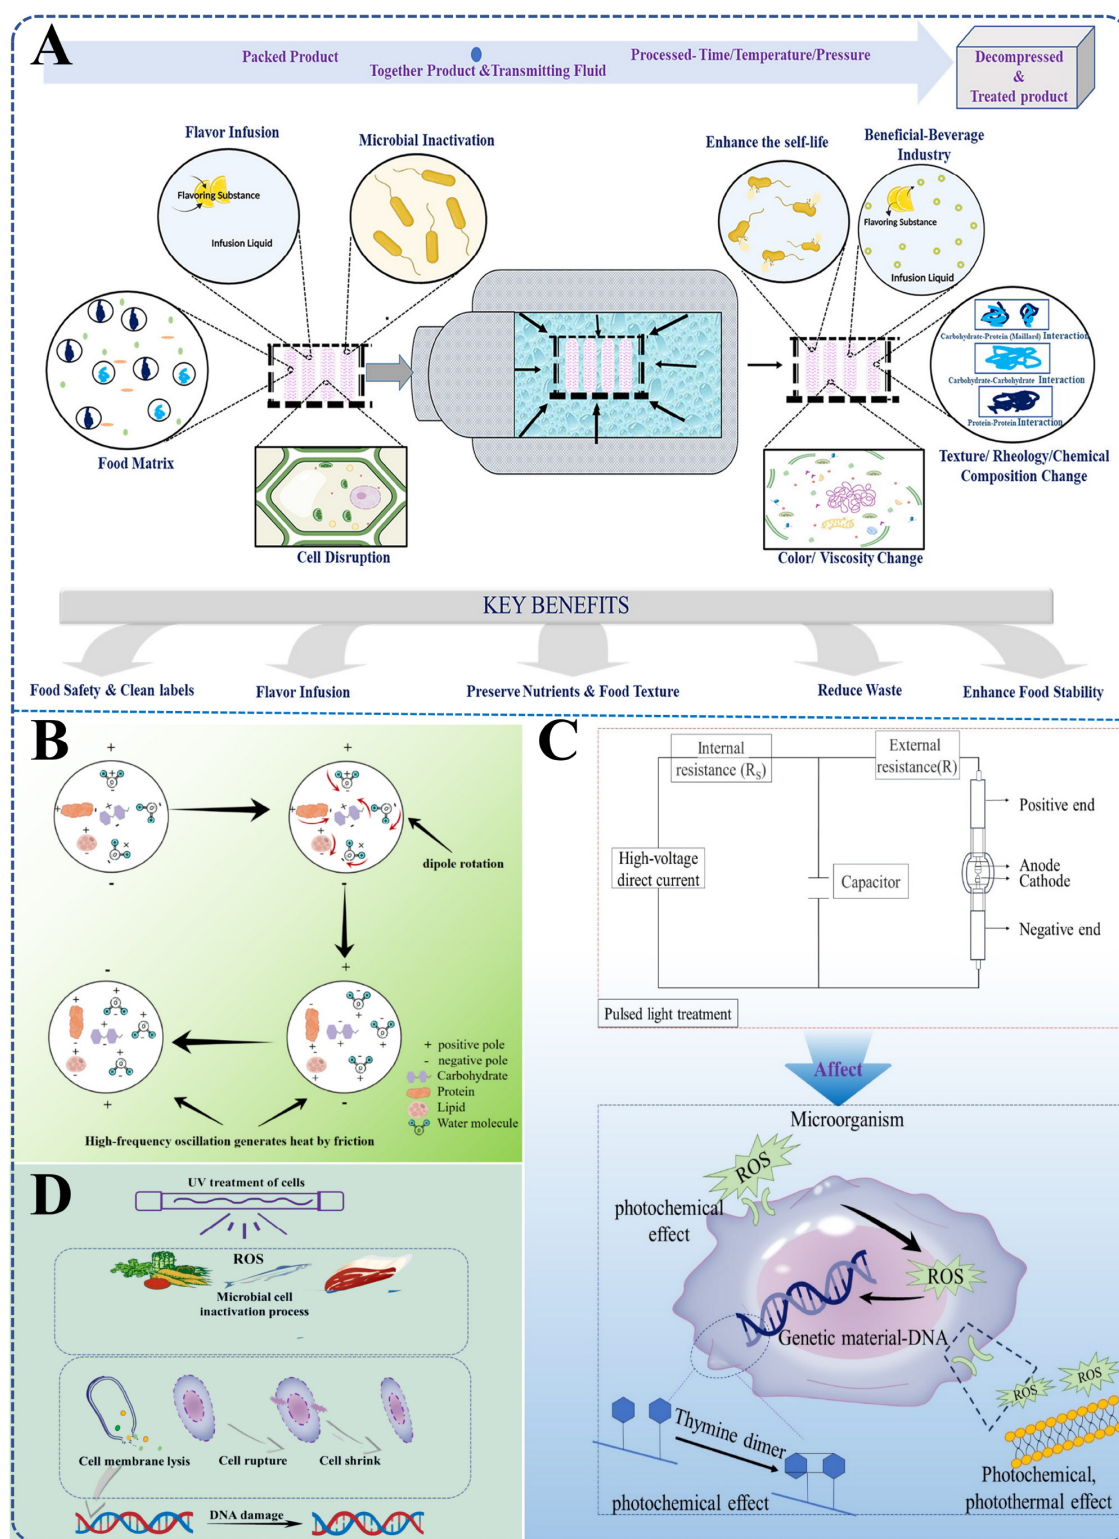 A
Packed Product
Together Product &Transmitting Fluid
Processed- Time/Temperature/Pressure
Decompressed
&
Treated product
Flavor Infusion
Microbial Inactivation
Enhance the self-life
Beneficial-Beverage
Industry
Flavoring Substance
Infusion Liquid
Flavoring Substance
Infusion Liquid
Carbohydrate-Protein (Maillard) Interaction
Carbohydrate-Carbohydrate Interaction
Protein-Protein Interaction
Food Matrix
Texture/ Rheology/Chemical
Composition Change
Cell Disruption
Color/ Viscosity Change
KEY BENEFITS
Food Safety & Clean labels
Flavor Infusion
Preserve Nutrients & Food Texture
Reduce Waste
Enhance Food Stability
B
+
+
dipole rotation
-
-
-
+
+ positive pole
- negative pole
Carbohydrate
Protein
Lipid
Water molecule
+
-
High-frequency oscillation generates heat by friction
C
Internal
resistance (RS)
External
resistance(R)
Positive end
High-voltage
direct current
Capacitor
Anode
Cathode
Negative end
Pulsed light treatment
Affect
Microorganism
ROS
photochemical
effect
ROS
Genetic material-DNA
ROS
ROS
Thymine dimer
photochemical effect
Photochemical,
photothermal effect
D
UV treatment of cells
ROS
Microbial cell
inactivation process
Cell membrane lysis
Cell rupture
Cell shrink
DNA damage